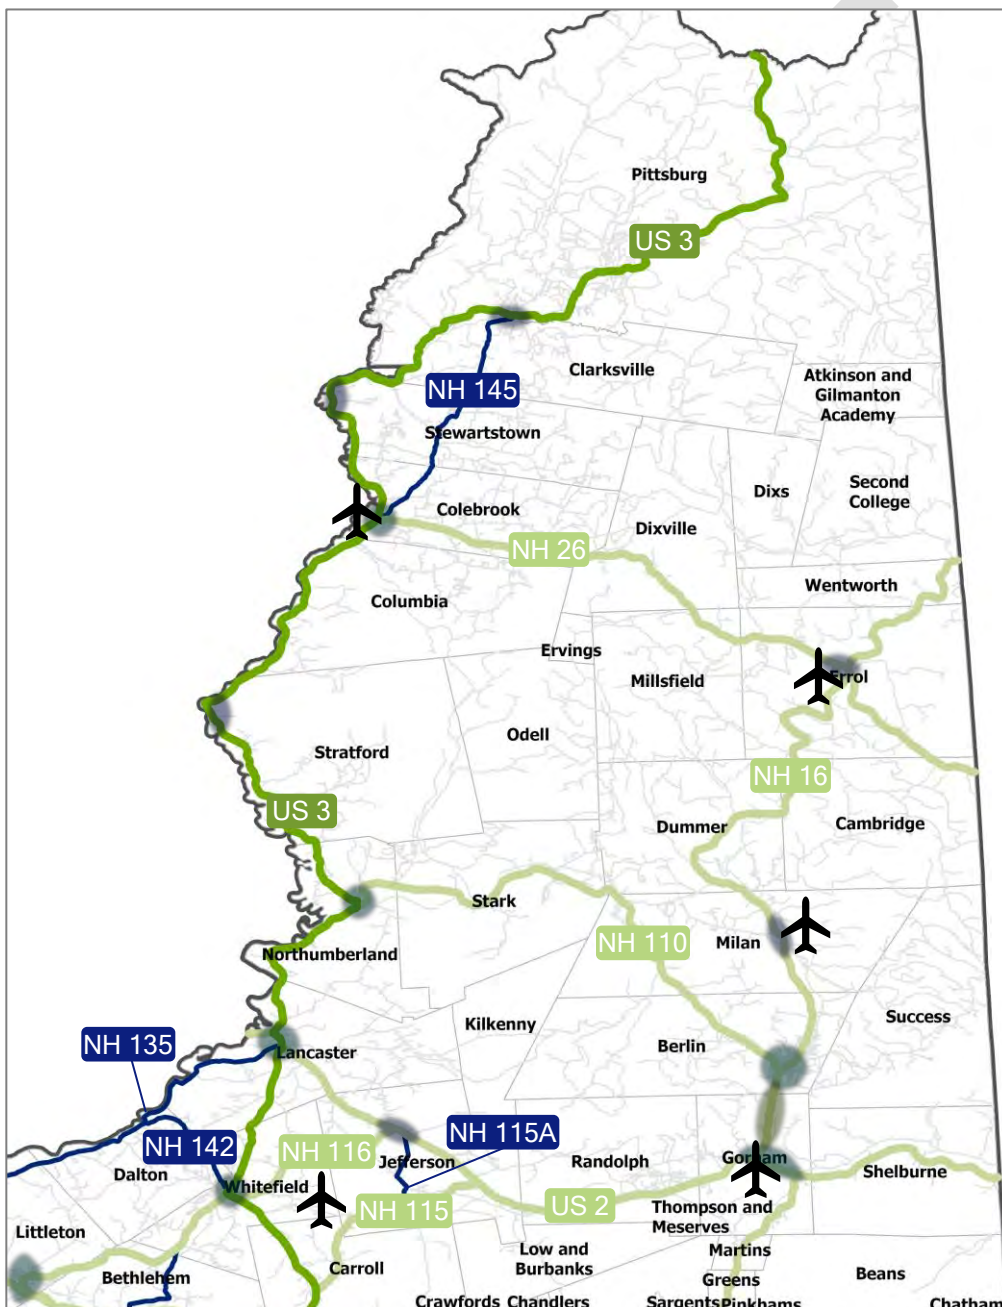 Pittsburg
US 3
Clarksville
Atkinson and
Gilmanton
Academy
NH 145
Stewartstown
Second
College
Dixs
Colebrook
Dixville
NH 26
Wentworth
Columbia
Ervings
Millsfield
Errol
Odell
Stratford
NH 16
US 3
Dummer
Cambridge
Stark
NH 110
Milan
Northumberland
Success
Kilkenny
NH 135
Berlin
Lancaster
NH 115A
NH 142
NH 116
Jefferson
Randolph
Gorham
Dalton
Shelburne
Whitefield
NH 115
US 2
Thompson and
Meserves
Littleton
Low and
Burbanks
Martins
Carroll
Bethlehem
Greens
Beans
Crawfords
Chandlers
Sargents
Pinkhams
Chatham